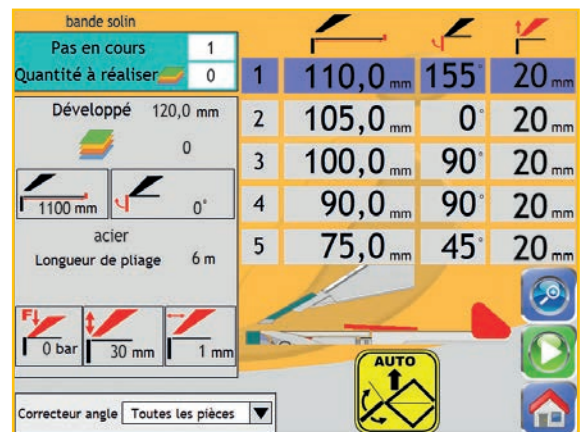 bande solin
Pas en cours 1
Quantité à réaliser 0
Développé 120,0 mm
0
1100 mm 0°
acier
Longueur de pliage 6 m
F
0 bar 30 mm 1 mm
Correcteur angle Toutes les pièces
1 110,0 mm 155° 20 mm
2 105,0 mm 0° 20 mm
3 100,0 mm 90° 20 mm
4 90,0 mm 90° 20 mm
5 75,0 mm 45° 20 mm
AUTO